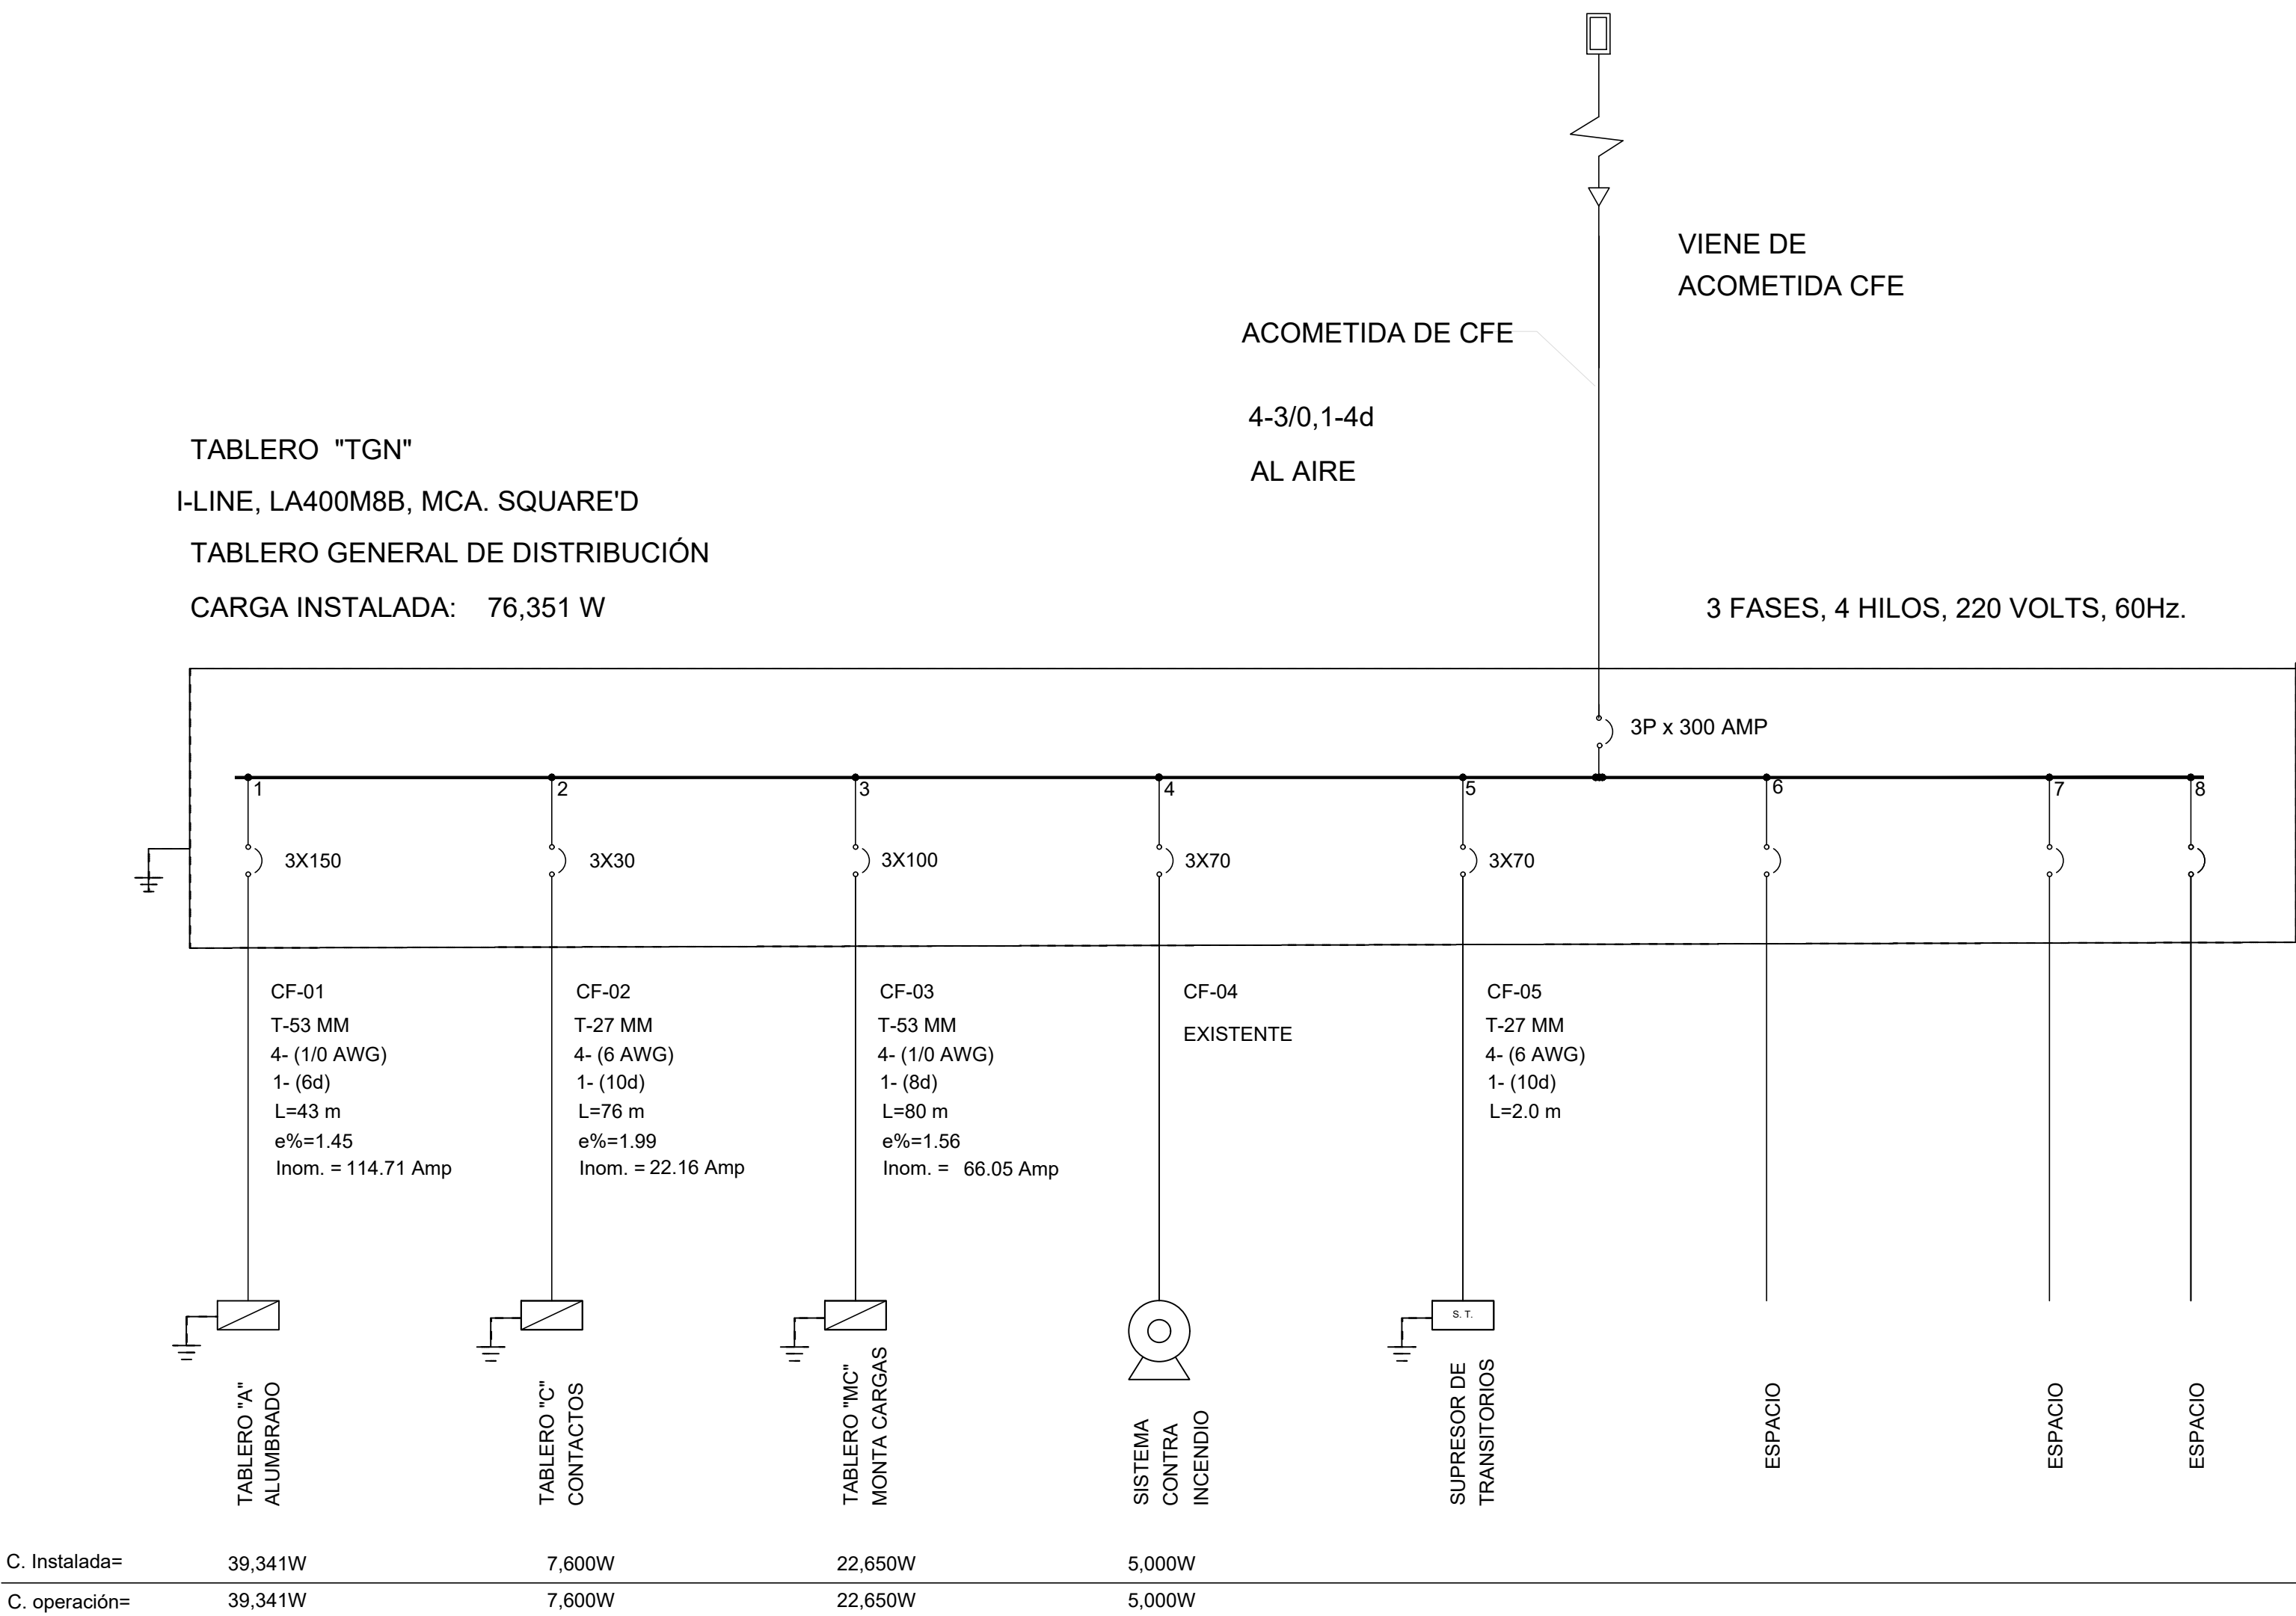 VIENE DE
ACOMETIDA CFE
ACOMETIDA DE CFE
4-3/0,1-4d
AL AIRE
TABLERO "TGN"
I-LINE, LA400M8B, MCA. SQUARE'D
TABLERO GENERAL DE DISTRIBUCIÓN
CARGA INSTALADA: 76,351 W
3 FASES, 4 HILOS, 220 VOLTS, 60Hz.
3P x 300 AMP
1
2
3
4
5
6
7
8
3X150
3X30
3X100
3X70
3X70
CF-01
T-53 MM
4- (1/0 AWG)
1- (6d)
L=43 m
e%=1.45
Inom. = 114.71 Amp
CF-02
T-27 MM
4- (6 AWG)
1- (10d)
L=76 m
e%=1.99
Inom. = 22.16 Amp
CF-03
T-53 MM
4- (1/0 AWG)
1- (8d)
L=80 m
e%=1.56
Inom. = 66.05 Amp
CF-04
EXISTENTE
CF-05
T-27 MM
4- (6 AWG)
1- (10d)
L=2.0 m
S. T.
TABLERO "A"
ALUMBRADO
TABLERO "C"
CONTACTOS
TABLERO "MC"
MONTA CARGAS
SISTEMA
CONTRA
INCENDIO
SUPRESOR DE
TRANSITORIOS
ESPACIO
ESPACIO
ESPACIO
C. Instalada= 39,341W 7,600W 22,650W 5,000W
C. operación= 39,341W 7,600W 22,650W 5,000W